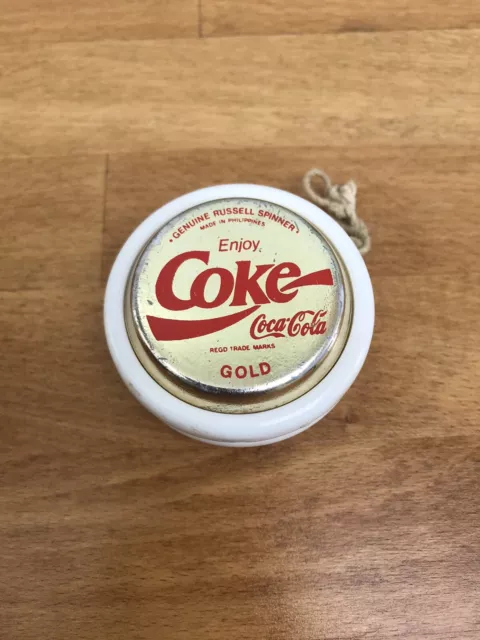 • GENUINE RUSSELL SPINNER •
MADE IN PHILIPPINES
Enjoy
Coke
Coca-Cola
REGD TRADE MARKS
GOLD